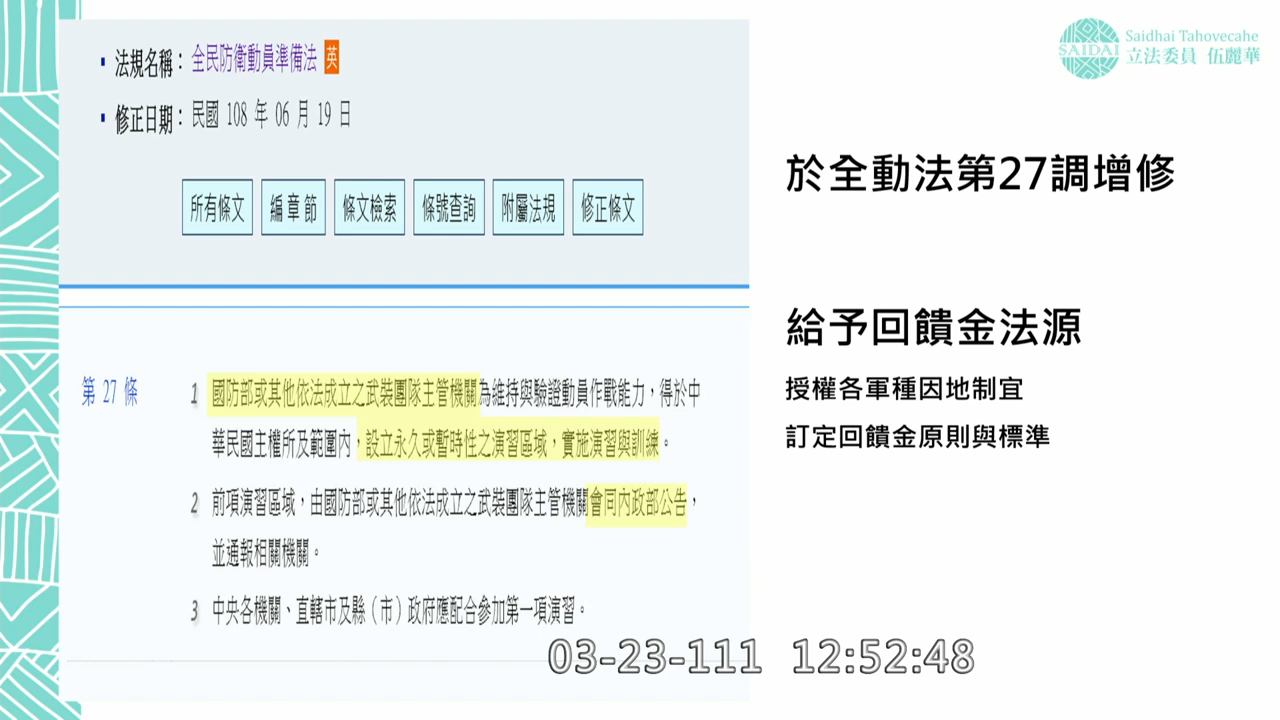 SAIDAI
Saidhai Tahovecahe
立法委員 伍麗華
法規名稱：全民防衛動員準備法 英
修正日期：民國 108 年 06 月 19 日
所有條文 編 章 節 條文檢索 條號查詢 附屬法規 修正條文
第 27 條
1 國防部或其他依法成立之武裝團隊主管機關為維持與驗證動員作戰能力，得於中
華民國主權所及範圍內，設立永久或暫時性之演習區域，實施演習與訓練。
2 前項演習區域，由國防部或其他依法成立之武裝團隊主管機關會同內政部公告，
並通報相關機關。
3 中央各機關、直轄市及縣（市）政府應配合參加第一項演習。
於全動法第27調增修
給予回饋金法源
授權各軍種因地制宜
訂定回饋金原則與標準
03-23-111 12:52:48